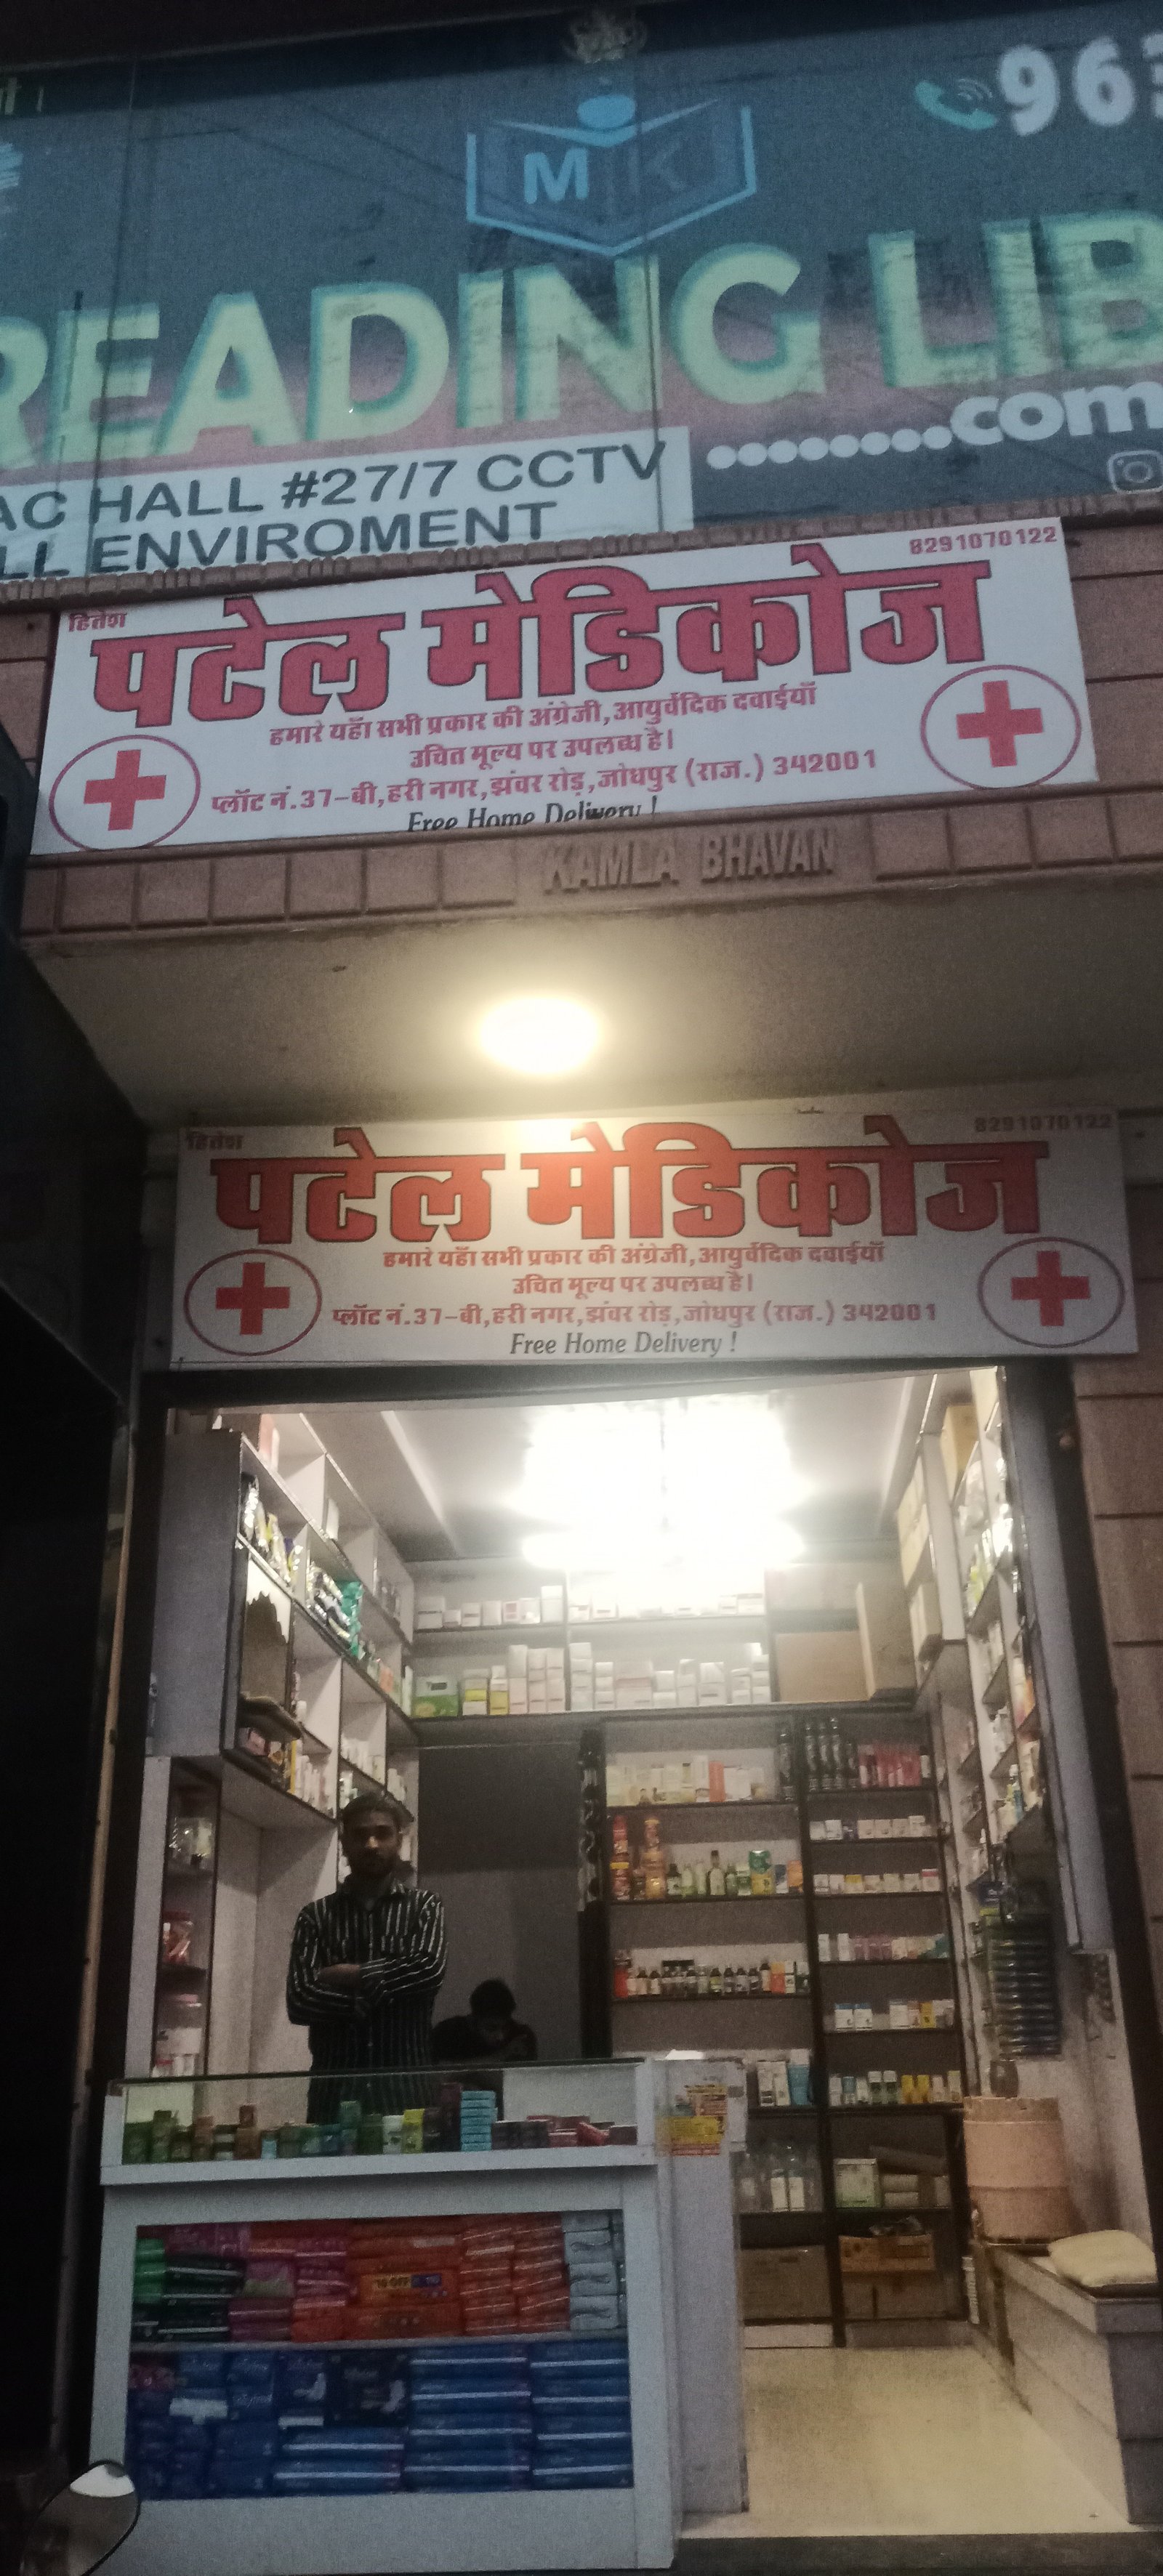 963
M K
READING LIB
.........com
AC HALL #27/7 CCTV
LL ENVIROMENT
हितेश
8291070122
पटेल मेडिकोज
हमारे यहाँ सभी प्रकार की अंग्रेजी, आयुर्वेदिक दवाईयाँ
उचित मूल्य पर उपलब्ध है।
प्लॉट नं. 37-बी, हरी नगर, झंवर रोड़, जोधपुर (राज.) 342001
Free Home Delivery !
KAMLA BHAVAN
हितेश
8291070122
पटेल मेडिकोज
हमारे यहाँ सभी प्रकार की अंग्रेजी, आयुर्वेदिक दवाईयाँ
उचित मूल्य पर उपलब्ध है।
प्लॉट नं. 37-बी, हरी नगर, झंवर रोड़, जोधपुर (राज.) 342001
Free Home Delivery !